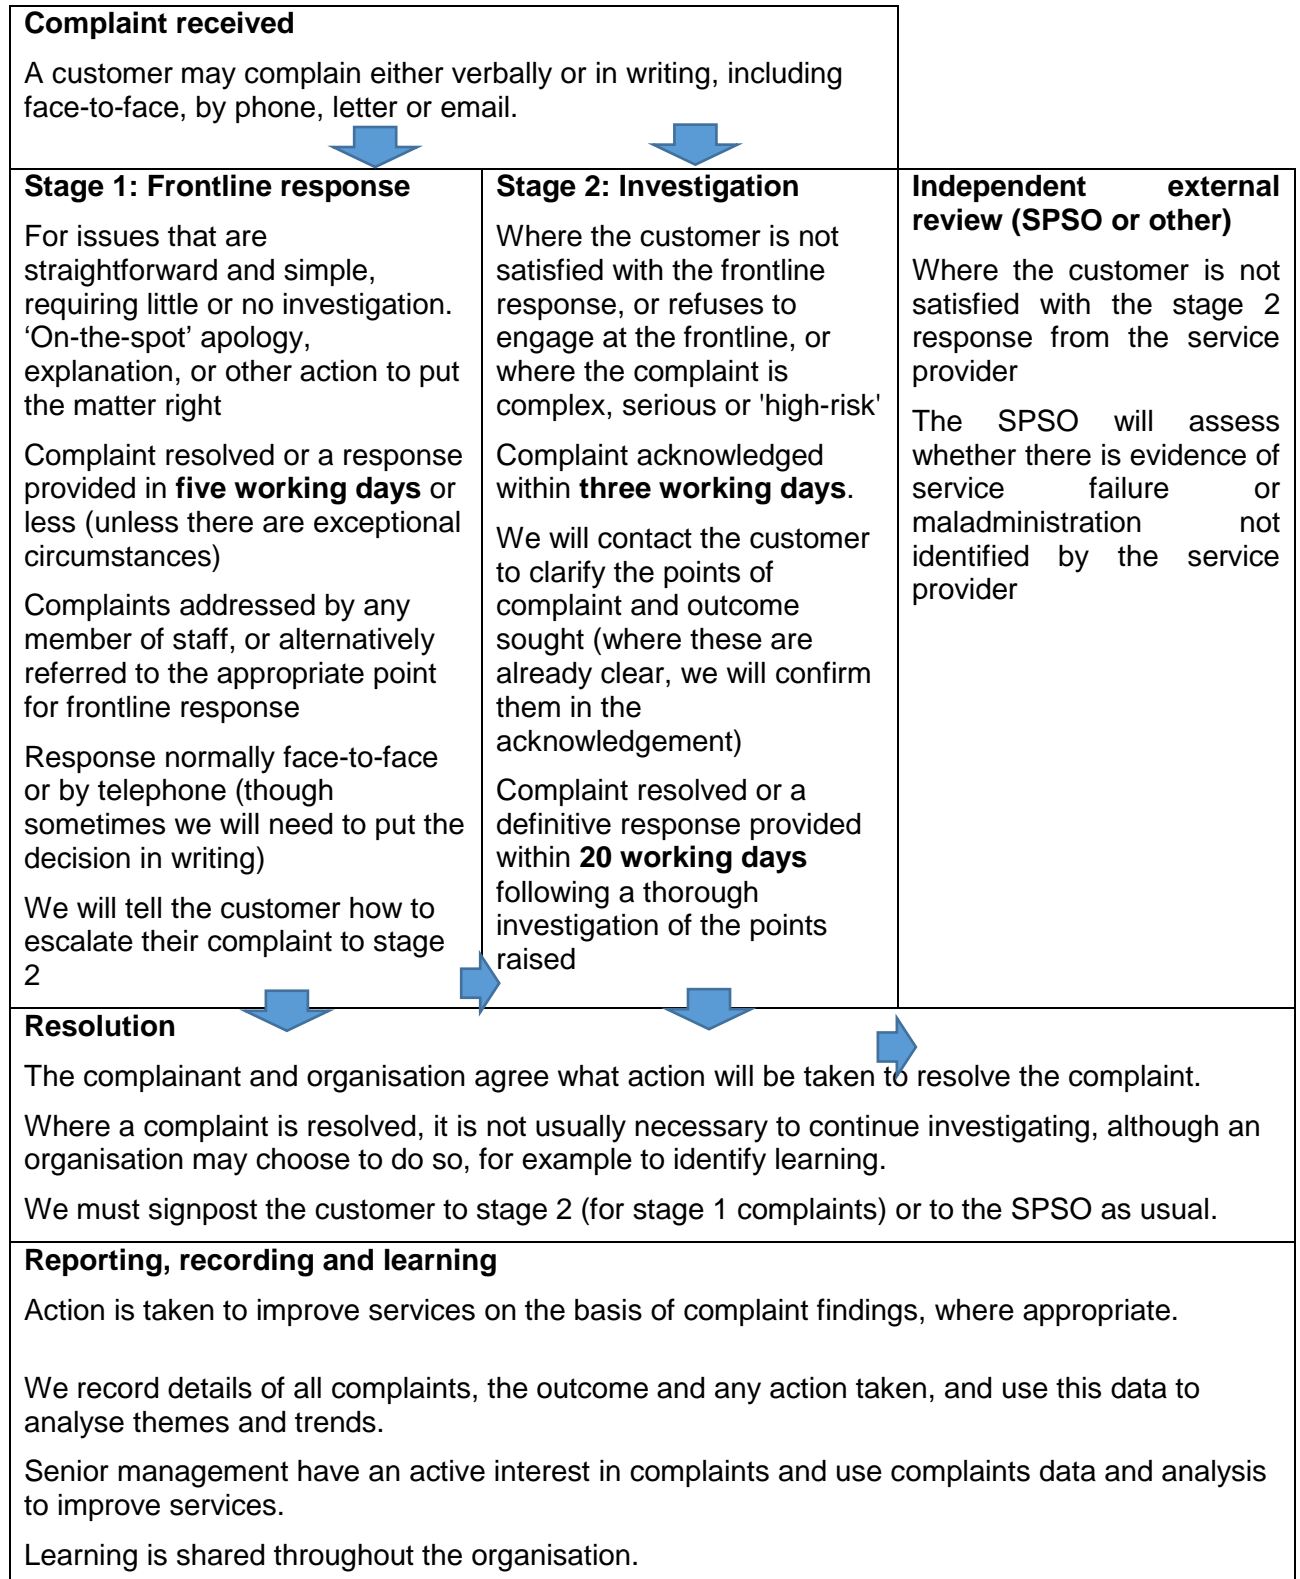 Complaint received
A customer may complain either verbally or in writing, including
face-to-face, by phone, letter or email.
Stage 1: Frontline response
For issues that are
straightforward and simple,
requiring little or no investigation.
‘On-the-spot’ apology,
explanation, or other action to put
the matter right
Complaint resolved or a response
provided in five working days or
less (unless there are exceptional
circumstances)
Complaints addressed by any
member of staff, or alternatively
referred to the appropriate point
for frontline response
Response normally face-to-face
or by telephone (though
sometimes we will need to put the
decision in writing)
We will tell the customer how to
escalate their complaint to stage
2
Stage 2: Investigation
Where the customer is not
satisfied with the frontline
response, or refuses to
engage at the frontline, or
where the complaint is
complex, serious or 'high-risk'
Complaint acknowledged
within three working days.
We will contact the customer
to clarify the points of
complaint and outcome
sought (where these are
already clear, we will confirm
them in the
acknowledgement)
Complaint resolved or a
definitive response provided
within 20 working days
following a thorough
investigation of the points
raised
Independent external
review (SPSO or other)
Where the customer is not
satisfied with the stage 2
response from the service
provider
The SPSO will assess
whether there is evidence of
service failure or
maladministration not
identified by the service
provider
Resolution
The complainant and organisation agree what action will be taken to resolve the complaint.
Where a complaint is resolved, it is not usually necessary to continue investigating, although an
organisation may choose to do so, for example to identify learning.
We must signpost the customer to stage 2 (for stage 1 complaints) or to the SPSO as usual.
Reporting, recording and learning
Action is taken to improve services on the basis of complaint findings, where appropriate.
We record details of all complaints, the outcome and any action taken, and use this data to
analyse themes and trends.
Senior management have an active interest in complaints and use complaints data and analysis
to improve services.
Learning is shared throughout the organisation.